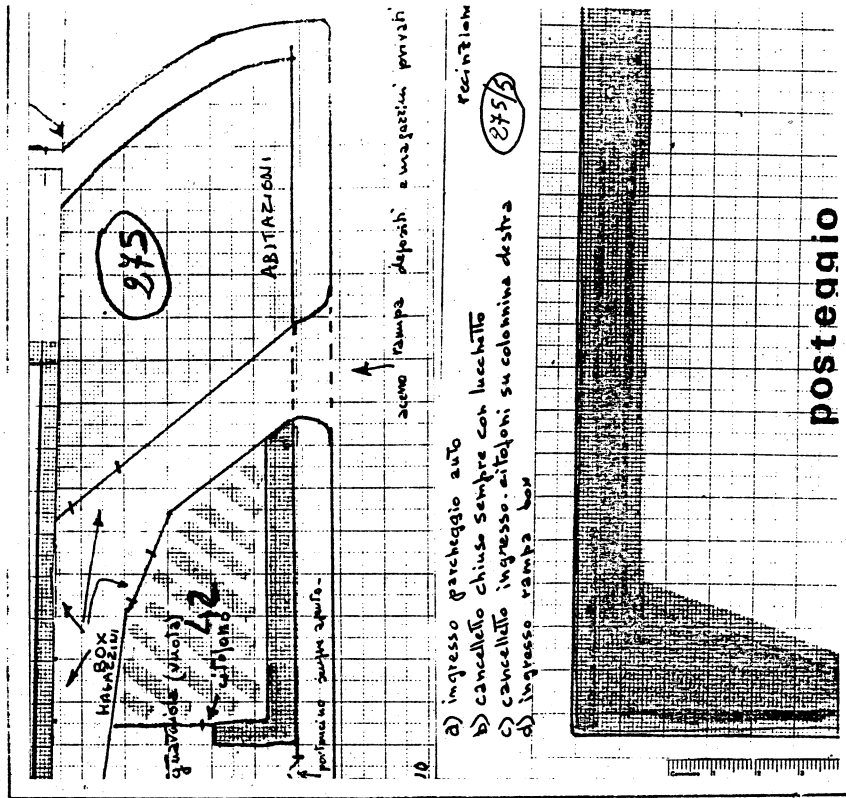 275
ABITAZIONI
accesso rampa depositi e magazzini privati
BOX
MAGAZZINI
guardiola (vuota)
42
citofono
portoncino sempre aperto-
10
a) ingresso parcheggio auto
b) cancelletto chiuso sempre con lucchetto
c) cancelletto ingresso-citofoni su colonnina destra
d) ingresso rampa box
recinzione
275/5
posteggio